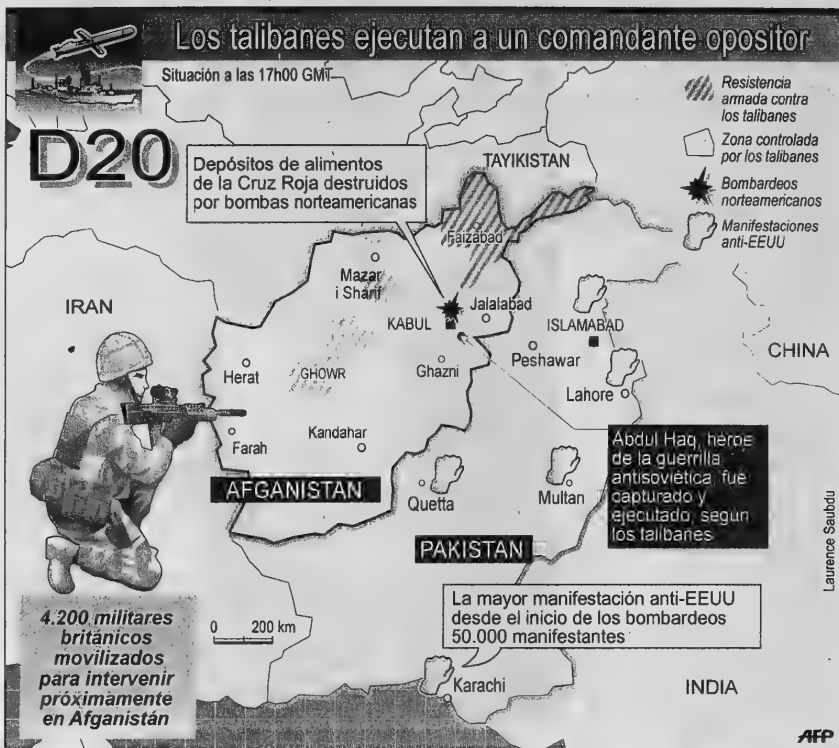 Los talibanes ejecutan a un comandante opositor
Situación a las 17h00 GMT
D20
Resistencia
armada contra
los talibanes
Zona controlada
por los talibanes
Bombardeos
norteamericanos
Manifestaciones
anti-EEUU
Depósitos de alimentos
de la Cruz Roja destruidos
por bombas norteamericanas
TAYIKISTAN
Faizabad
Mazar
i Sharif
IRAN
KABUL
Jalalabad
ISLAMABAD
CHINA
Peshawar
Herat
GHOWR
Ghazni
Lahore
Farah
Kandahar
AFGANISTAN
Quetta
Multan
Abdul Haq, héroe
de la guerrilla
antisoviética, fue
capturado y
ejecutado, según
los talibanes
PAKISTAN
Laurence Saubdu
4.200 militares
británicos
movilizados
para intervenir
próximamente
en Afganistán
0 200 km
La mayor manifestación anti-EEUU
desde el inicio de los bombardeos
50.000 manifestantes
Karachi
INDIA
AFP